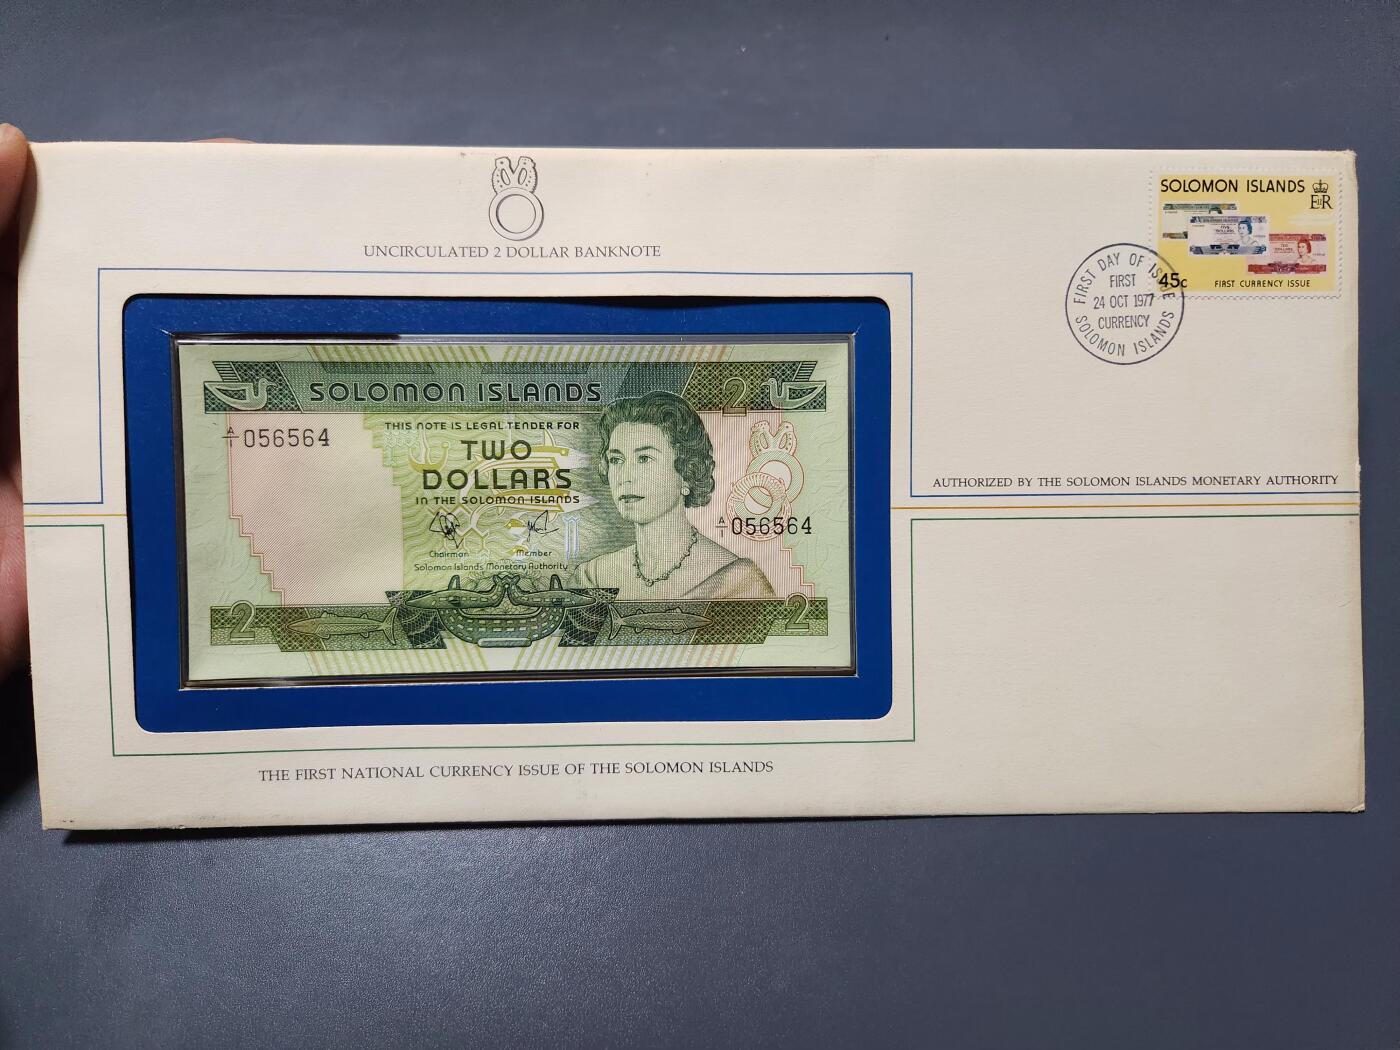 UNCIRCULATED 2 DOLLAR BANKNOTE
SOLOMON ISLANDS
EIIR
45c
FIRST CURRENCY ISSUE
FIRST DAY OF ISSUE
FIRST
24 OCT 1977
CURRENCY
SOLOMON ISLANDS
SOLOMON ISLANDS
2
A/1 056564
THIS NOTE IS LEGAL TENDER FOR
TWO
DOLLARS
IN THE SOLOMON ISLANDS
A/1 056564
Chairman Member
Solomon Islands Monetary Authority
2 2
AUTHORIZED BY THE SOLOMON ISLANDS MONETARY AUTHORITY
THE FIRST NATIONAL CURRENCY ISSUE OF THE SOLOMON ISLANDS